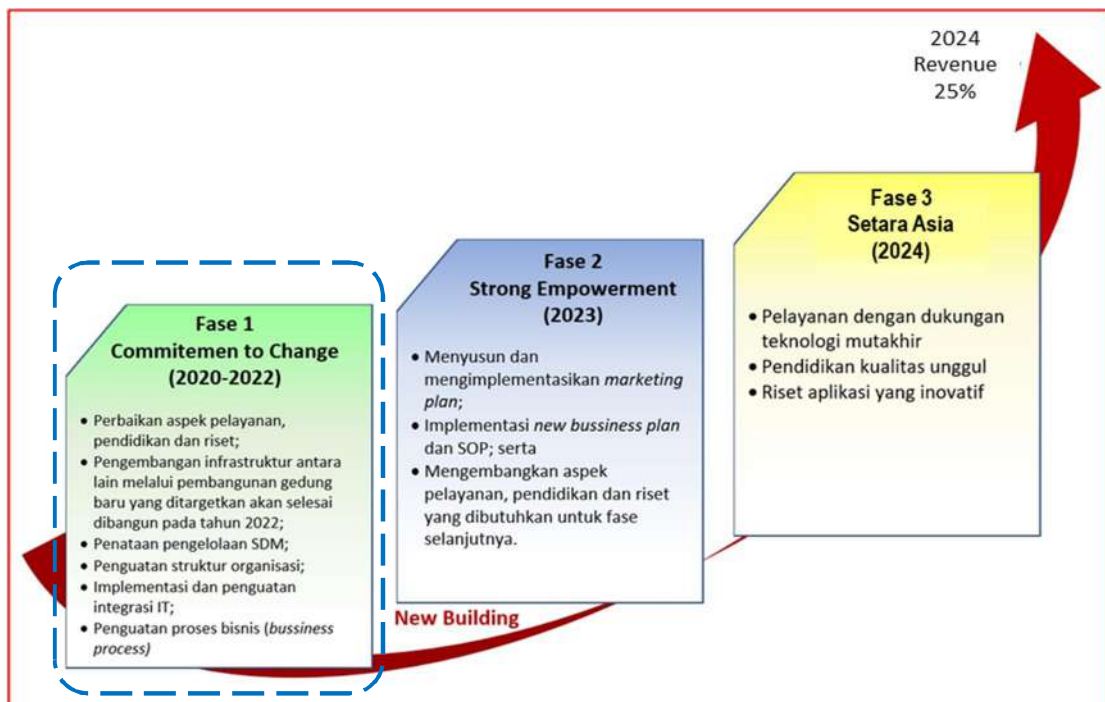 2024
Revenue
25%
Fase 3
Setara Asia
(2024)
• Pelayanan dengan dukungan
teknologi mutakhir
• Pendidikan kualitas unggul
• Riset aplikasi yang inovatif
Fase 2
Strong Empowerment
(2023)
• Menyusun dan
mengimplementasikan marketing
plan;
• Implementasi new bussiness plan
dan SOP; serta
• Mengembangkan aspek
pelayanan, pendidikan dan riset
yang dibutuhkan untuk fase
selanjutnya.
Fase 1
Commitemen to Change
(2020-2022)
• Perbaikan aspek pelayanan,
pendidikan dan riset;
• Pengembangan infrastruktur antara
lain melalui pembangunan gedung
baru yang ditargetkan akan selesai
dibangun pada tahun 2022;
• Penataan pengelolaan SDM;
• Penguatan struktur organisasi;
• Implementasi dan penguatan
integrasi IT;
• Penguatan proses bisnis (bussiness
process)
New Building